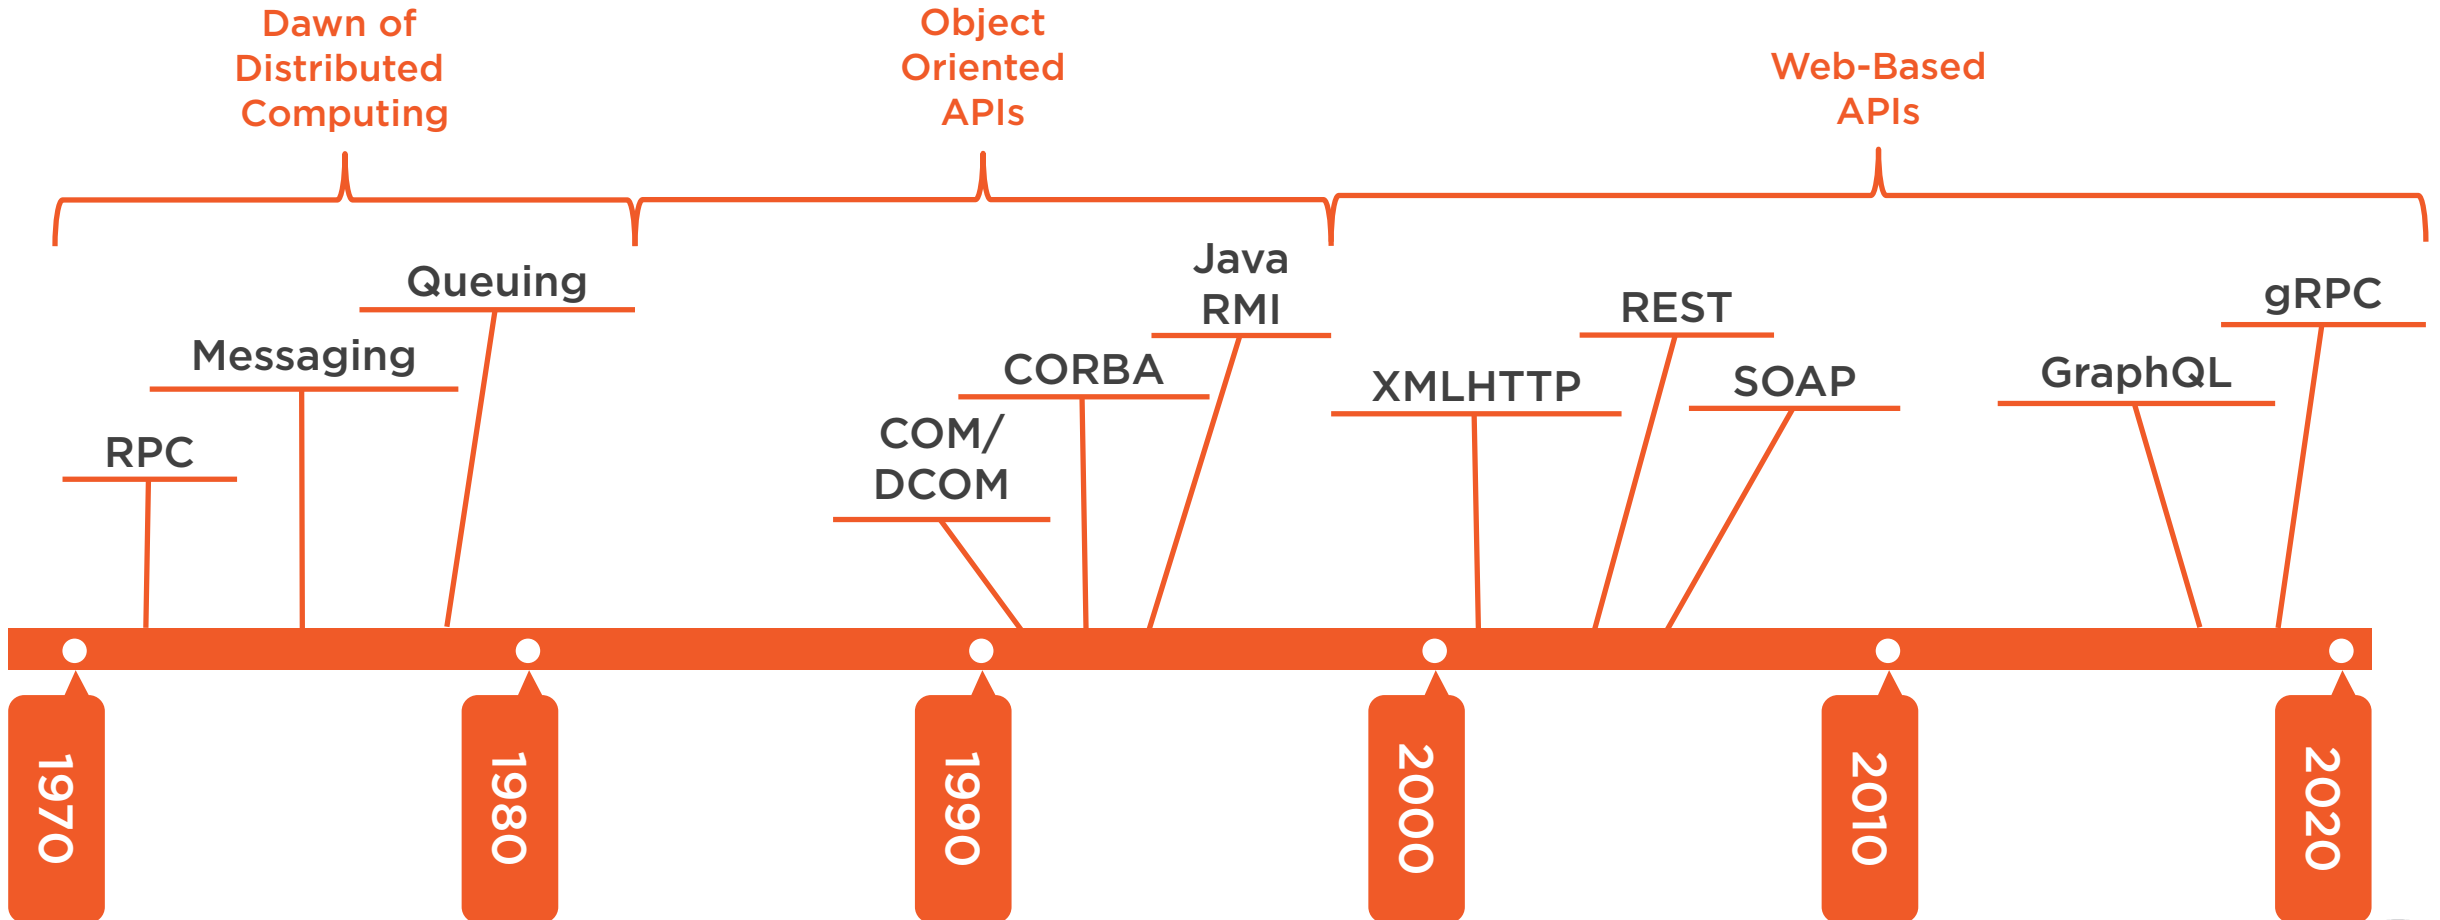 Dawn of
Distributed
Computing
Object
Oriented
APIs
Web-Based
APIs
Queuing
Messaging
RPC
Java
RMI
CORBA
COM/
DCOM
REST
XMLHTTP
SOAP
gRPC
GraphQL
1970
1980
1990
2000
2010
2020